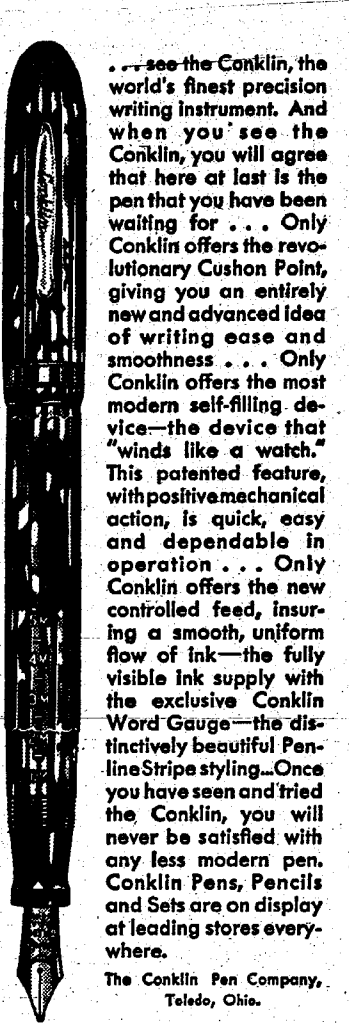 . . . see the Conklin, the
world's finest precision
writing instrument. And
when you see the
Conklin, you will agree
that here at last is the
pen that you have been
waiting for . . . Only
Conklin offers the revo-
lutionary Cushon Point,
giving you an entirely
new and advanced idea
of writing ease and
smoothness . . . Only
Conklin offers the most
modern self-filling de-
vice—the device that
"winds like a watch."
This patented feature,
with positive mechanical
action, is quick, easy
and dependable in
operation . . . Only
Conklin offers the new
controlled feed, insur-
ing a smooth, uniform
flow of ink—the fully
visible ink supply with
the exclusive Conklin
Word Gauge—the dis-
tinctively beautiful Pen-
line Stripe styling...Once
you have seen and tried
the Conklin, you will
never be satisfied with
any less modern pen.
Conklin Pens, Pencils
and Sets are on display
at leading stores every-
where.
The Conklin Pen Company,
Toledo, Ohio.